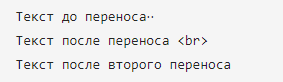 Текст до переноса··
Текст после переноса <br>
Текст после второго переноса